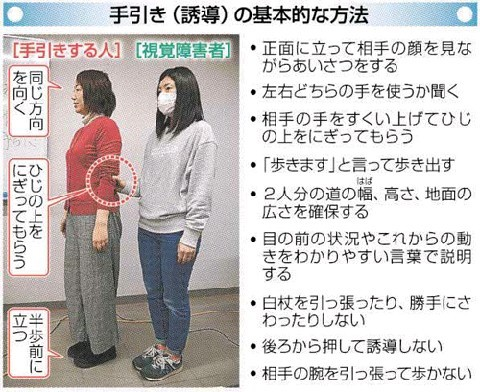 手引き(誘導)の基本的な方法
[手引きする人] [視覚障害者]
同じ方向
を向く
ひじの上を
にぎってもらう
半歩前に
立つ
•正面に立って相手の顔を見な
がらあいさつをする
•左右どちらの手を使うか聞く
•相手の手をすくい上げてひじ
の上をにぎってもらう
•「歩きます」と言って歩き出す
はば
•2人分の道の幅、高さ、地面の
広さを確保する
•目の前の状況やこれからの動
きをわかりやすい言葉で説明
する
•白杖を引っ張ったり、勝手にさ
わったりしない
•後ろから押して誘導しない
•相手の腕を引っ張って歩かない